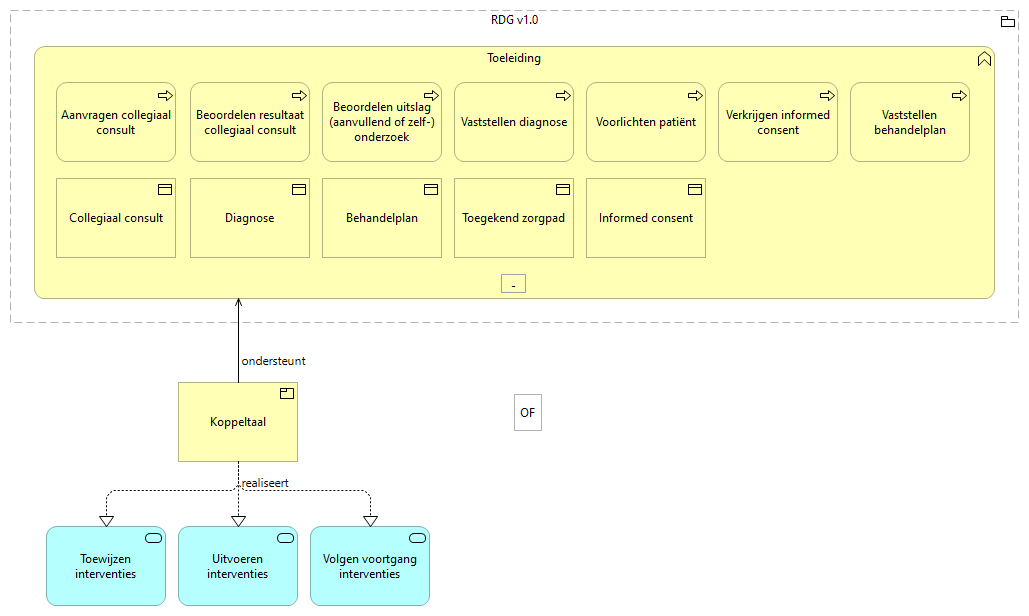 RDG v1.0
Toeleiding
Aanvragen collegiaal
consult
Beoordelen resultaat
collegiaal consult
Beoordelen uitslag
(aanvullend of zelf-)
onderzoek
Vaststellen diagnose
Voorlichten patiënt
Verkrijgen informed
consent
Vaststellen
behandelplan
Collegiaal consult
Diagnose
Behandelplan
Toegekend zorgpad
Informed consent
-
ondersteunt
Koppeltaal
OF
realiseert
Toewijzen
interventies
Uitvoeren
interventies
Volgen voortgang
interventies